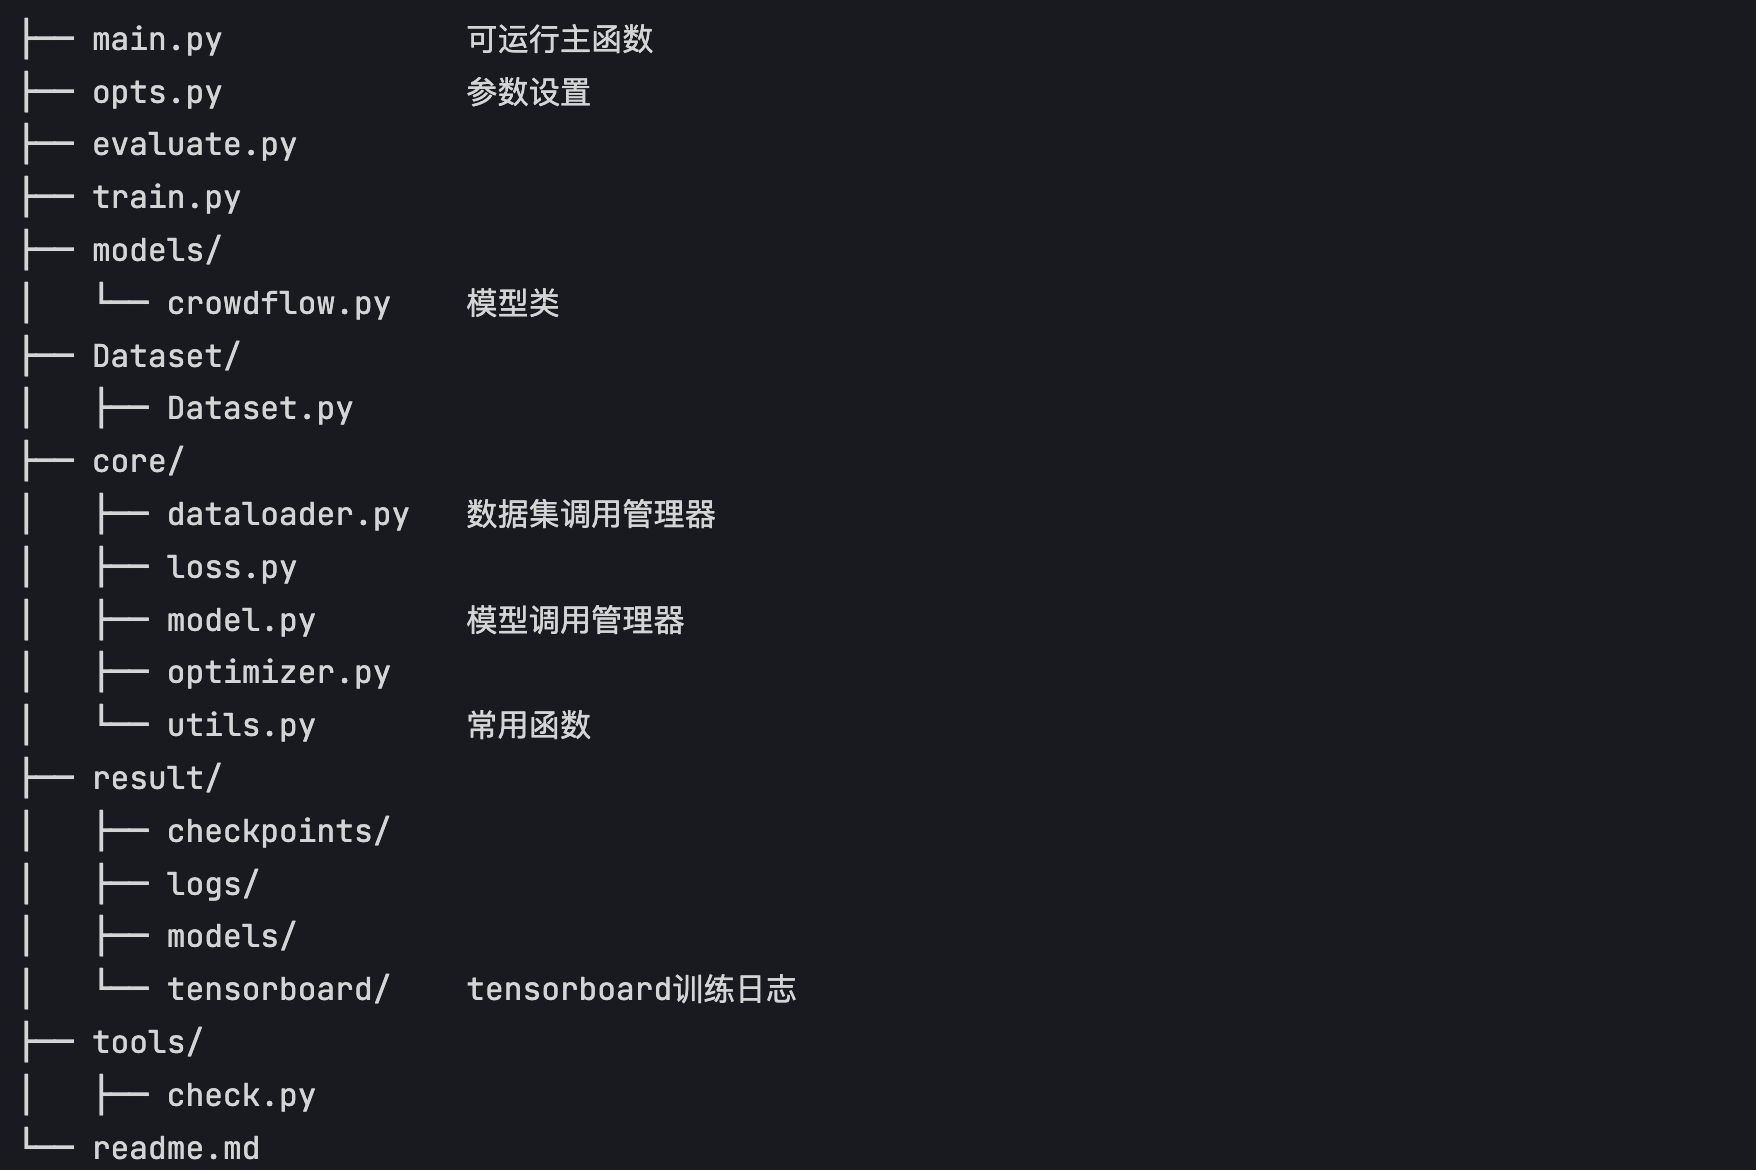 ├── main.py             可运行主函数
├── opts.py             参数设置
├── evaluate.py
├── train.py
├── models/
│   └── crowdflow.py    模型类
├── Dataset/
│   ├── Dataset.py
├── core/
│   ├── dataloader.py   数据集调用管理器
│   ├── loss.py
│   ├── model.py        模型调用管理器
│   ├── optimizer.py
│   └── utils.py        常用函数
├── result/
│   ├── checkpoints/
│   ├── logs/
│   ├── models/
│   └── tensorboard/    tensorboard训练日志
├── tools/
│   ├── check.py
└── readme.md